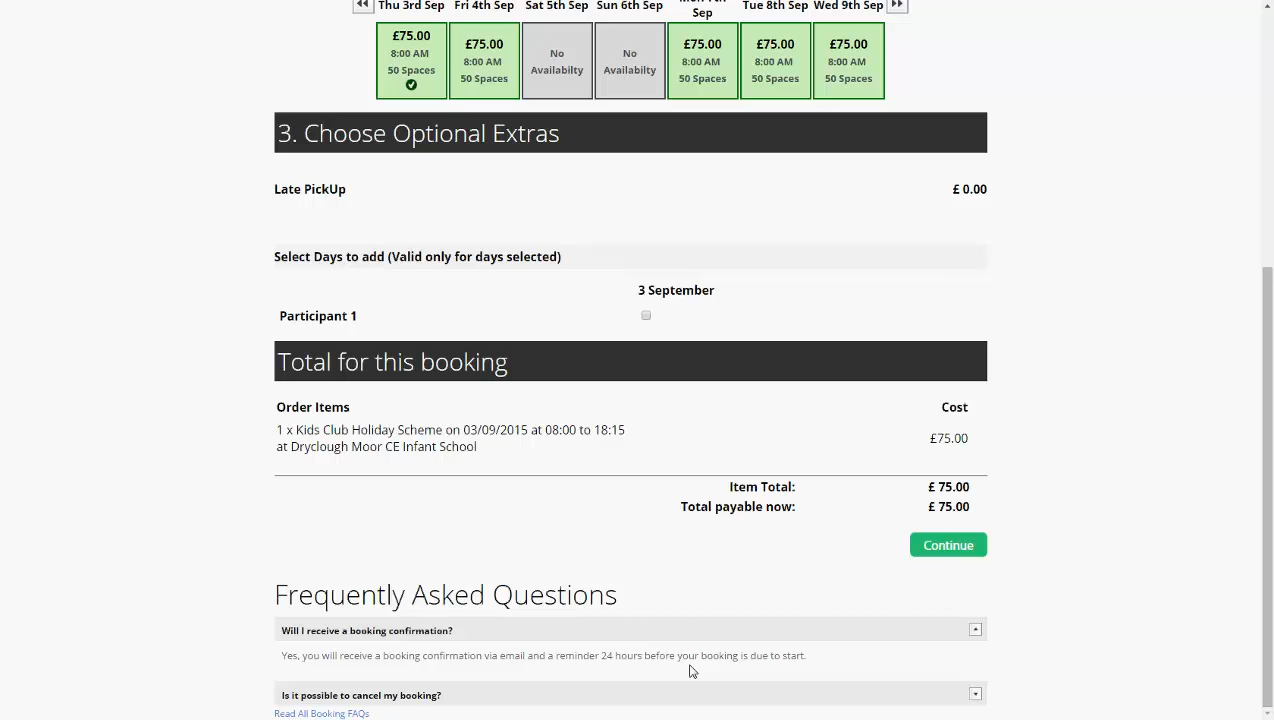 Thu 3rd Sep Fri 4th Sep Sat 5th Sep Sun 6th Sep Sep Tue 8th Sep Wed 9th Sep
£75.00 £75.00 No Availabilty No Availabilty £75.00 £75.00 £75.00
8:00 AM 8:00 AM 8:00 AM 8:00 AM 8:00 AM
50 Spaces 50 Spaces 50 Spaces 50 Spaces 50 Spaces
3. Choose Optional Extras
Late PickUp £ 0.00
Select Days to add (Valid only for days selected)
3 September
Participant 1
Total for this booking
Order Items Cost
1 x Kids Club Holiday Scheme on 03/09/2015 at 08:00 to 18:15
at Dryclough Moor CE Infant School £75.00
Item Total: £ 75.00
Total payable now: £ 75.00
Continue
Frequently Asked Questions
Will I receive a booking confirmation?
Yes, you will receive a booking confirmation via email and a reminder 24 hours before your booking is due to start.
Is it possible to cancel my booking?
Read All Booking FAQs